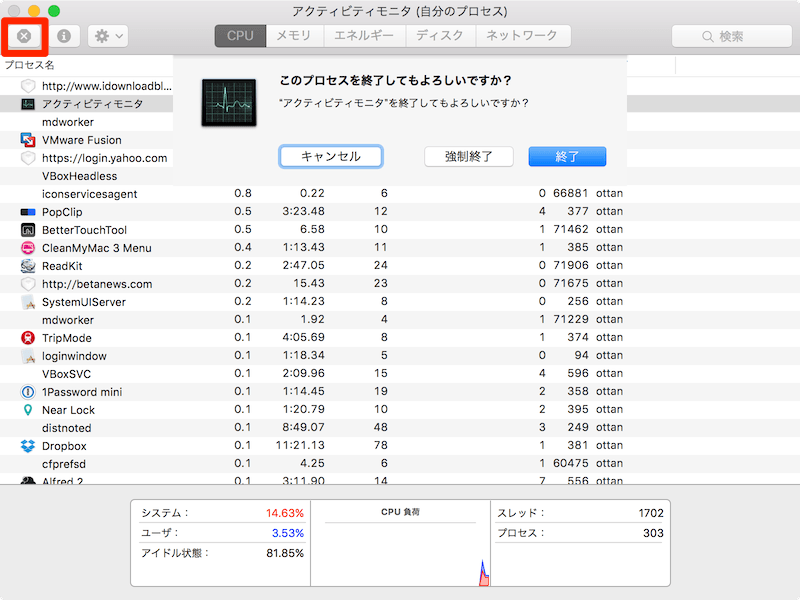 アクティビティモニタ (自分のプロセス)
CPU メモリ エネルギー ディスク ネットワーク 検索
プロセス名
http://www.idownloadbl...
アクティビティモニタ
mdworker
VMware Fusion
https://login.yahoo.com
VBoxHeadless
このプロセスを終了してもよろしいですか？
"アクティビティモニタ"を終了してもよろしいですか？
キャンセル 強制終了 終了
iconservicesagent 0.8 0.22 6 0 66881 ottan
PopClip 0.5 3:23.48 12 4 377 ottan
BetterTouchTool 0.5 6.58 10 1 71462 ottan
CleanMyMac 3 Menu 0.4 1:13.43 11 1 385 ottan
ReadKit 0.2 2:47.05 24 0 71906 ottan
http://betanews.com 0.2 15.43 23 0 71675 ottan
SystemUIServer 0.2 1:14.23 8 0 256 ottan
mdworker 0.1 1.92 4 1 71229 ottan
TripMode 0.1 4:05.69 8 1 374 ottan
loginwindow 0.1 1:18.34 5 0 94 ottan
VBoxSVC 0.1 2:09.96 15 4 596 ottan
1Password mini 0.1 1:14.45 19 2 358 ottan
Near Lock 0.1 1:20.79 10 2 395 ottan
distnoted 0.1 8:49.07 48 3 249 ottan
Dropbox 0.1 11:21.13 78 1 381 ottan
cfprefsd 0.1 4.25 6 1 60475 ottan
Alfred 2 0.1 3:11.90 14 7 556 ottan
システム： 14.63%
ユーザ： 3.53%
アイドル状態： 81.85%
CPU 負荷
スレッド： 1702
プロセス： 303